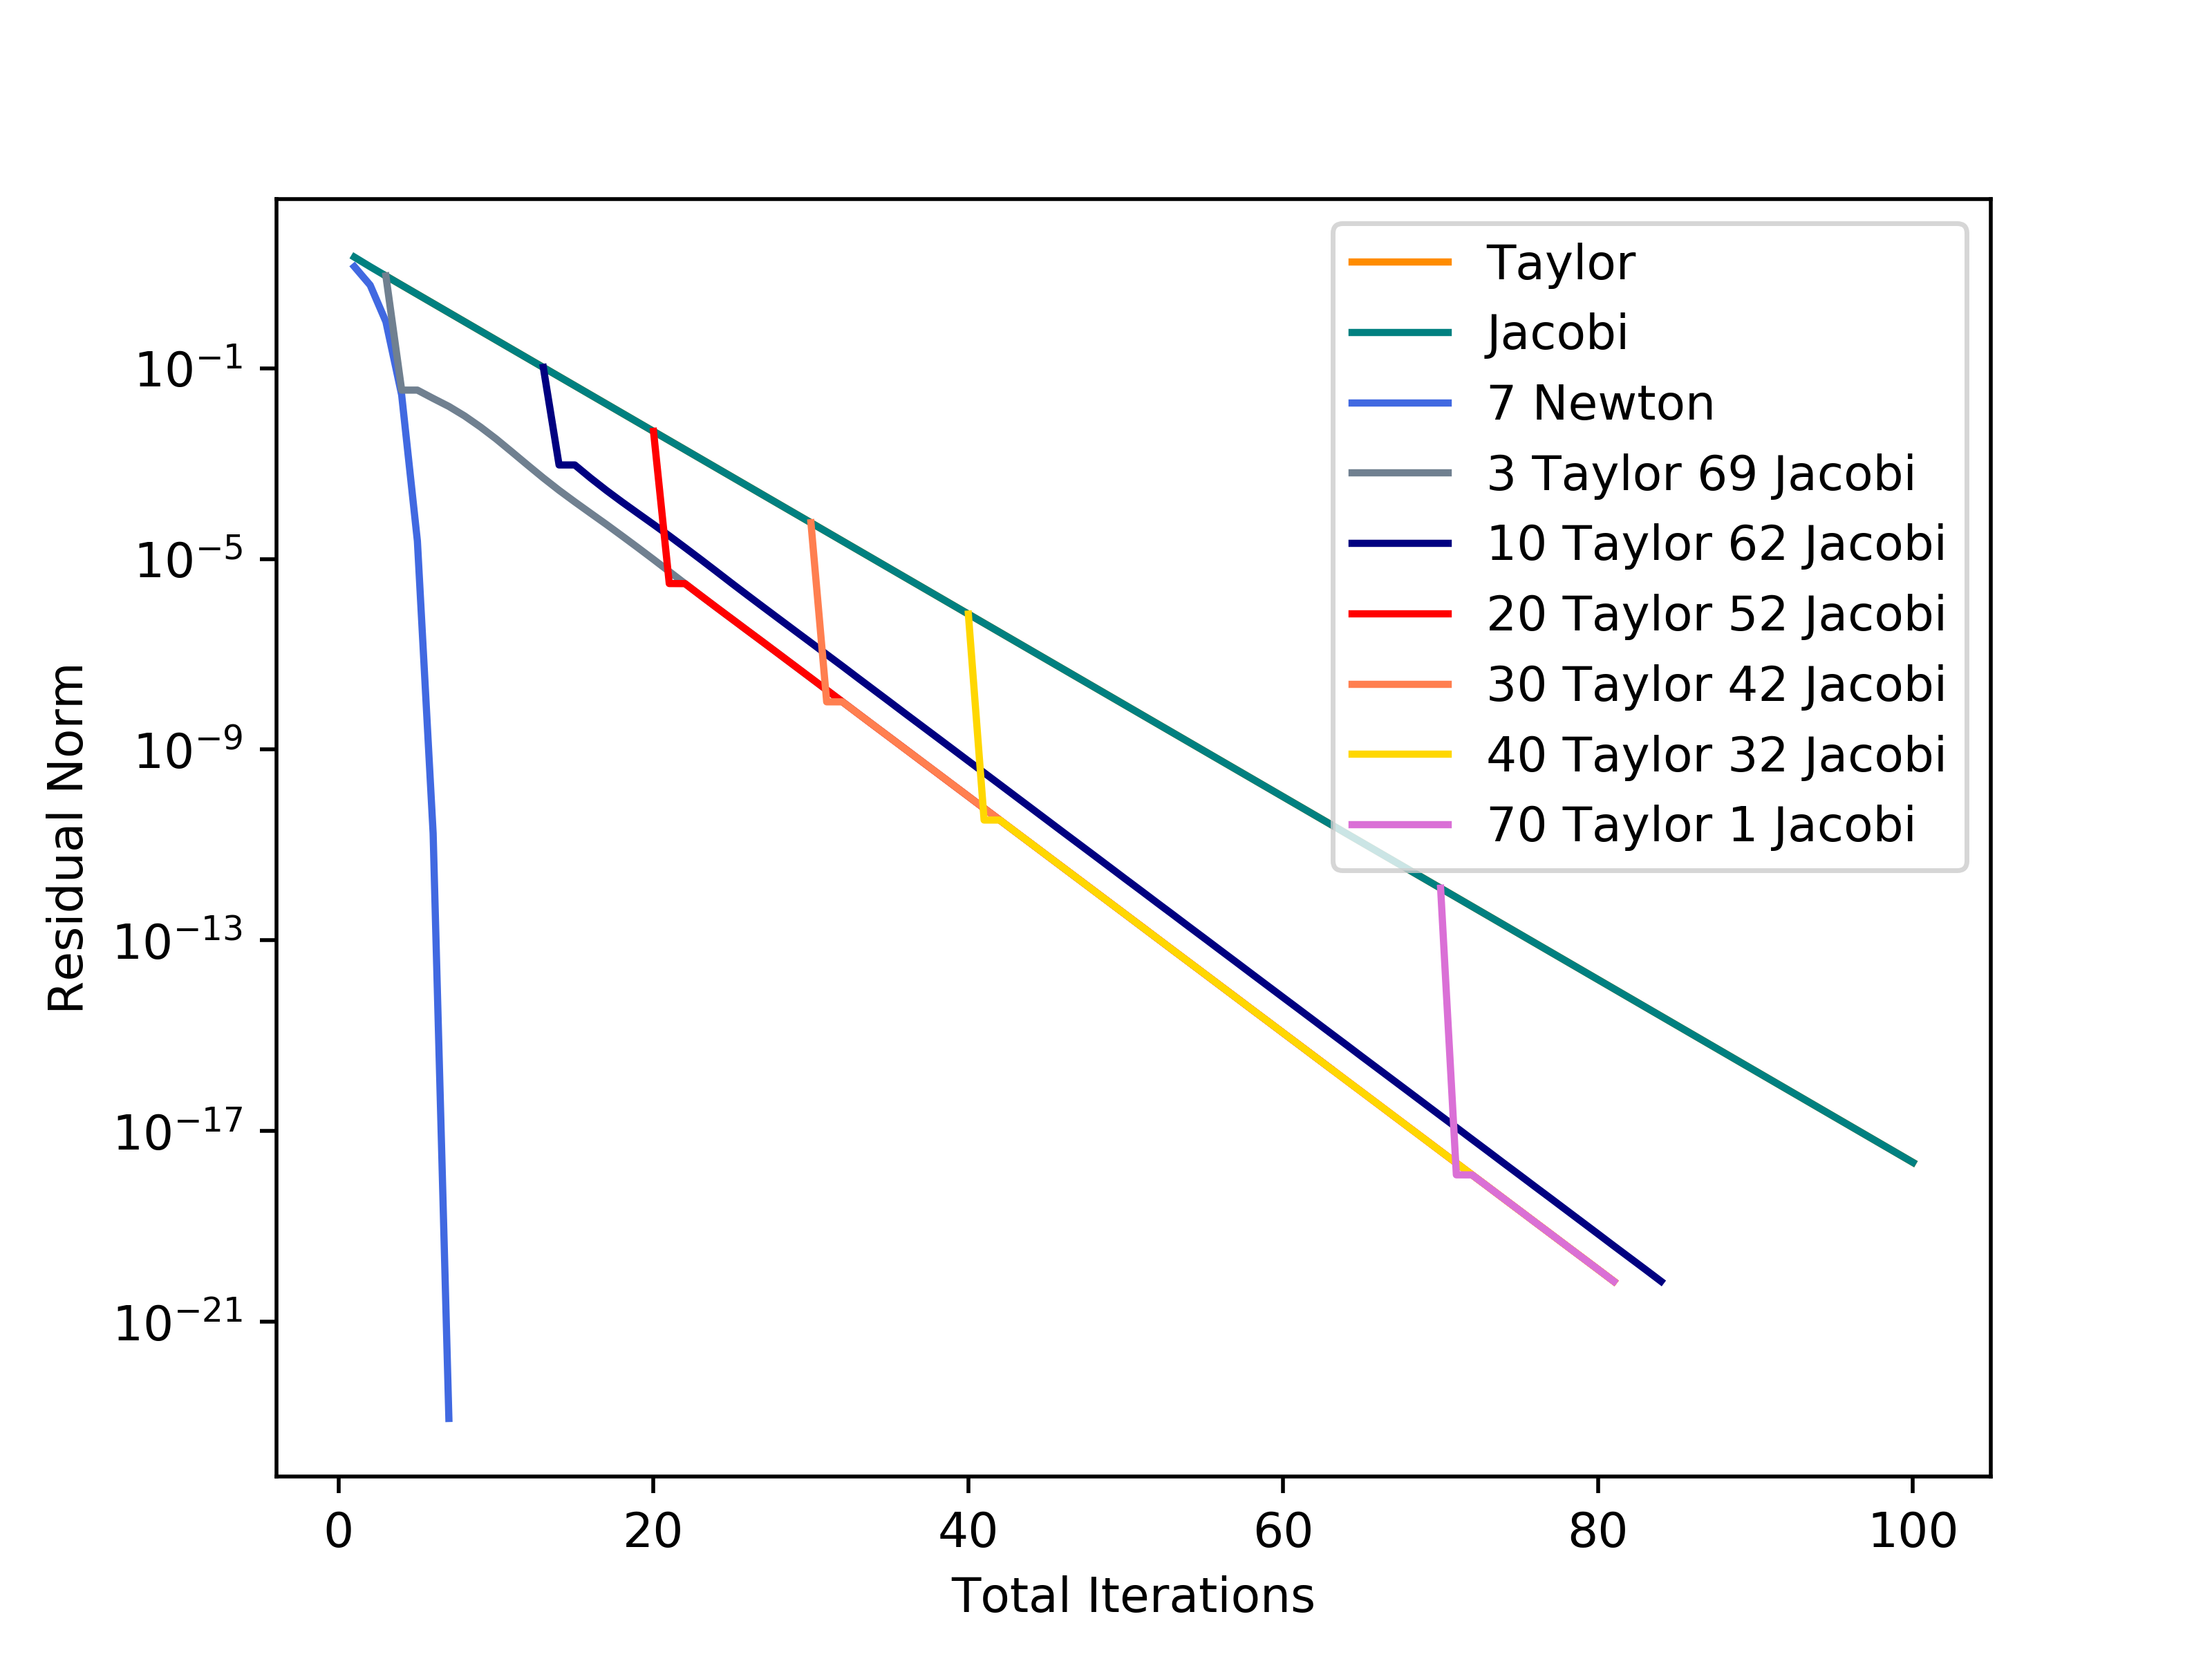 Taylor
Jacobi
7 Newton
3 Taylor 69 Jacobi
10 Taylor 62 Jacobi
20 Taylor 52 Jacobi
30 Taylor 42 Jacobi
40 Taylor 32 Jacobi
70 Taylor 1 Jacobi
10⁻¹
10⁻⁵
10⁻⁹
10⁻¹³
10⁻¹⁷
10⁻²¹
Residual Norm
0 20 40 60 80 100
Total Iterations